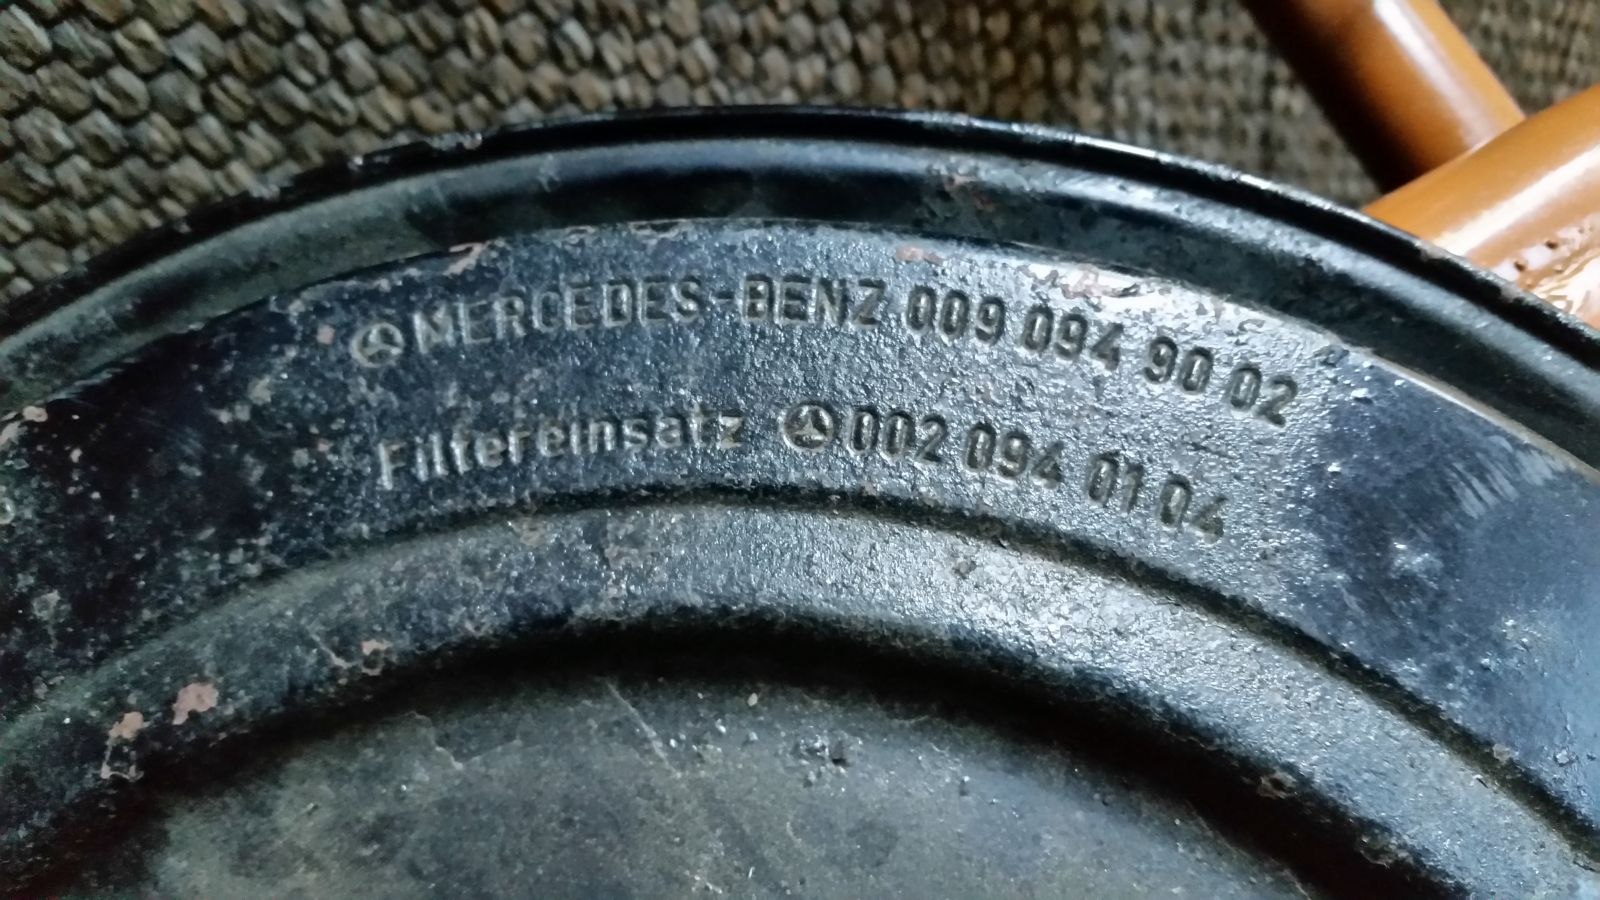 MERCEDES-BENZ 009 094 90 02
Filtereinsatz 002 094 01 04